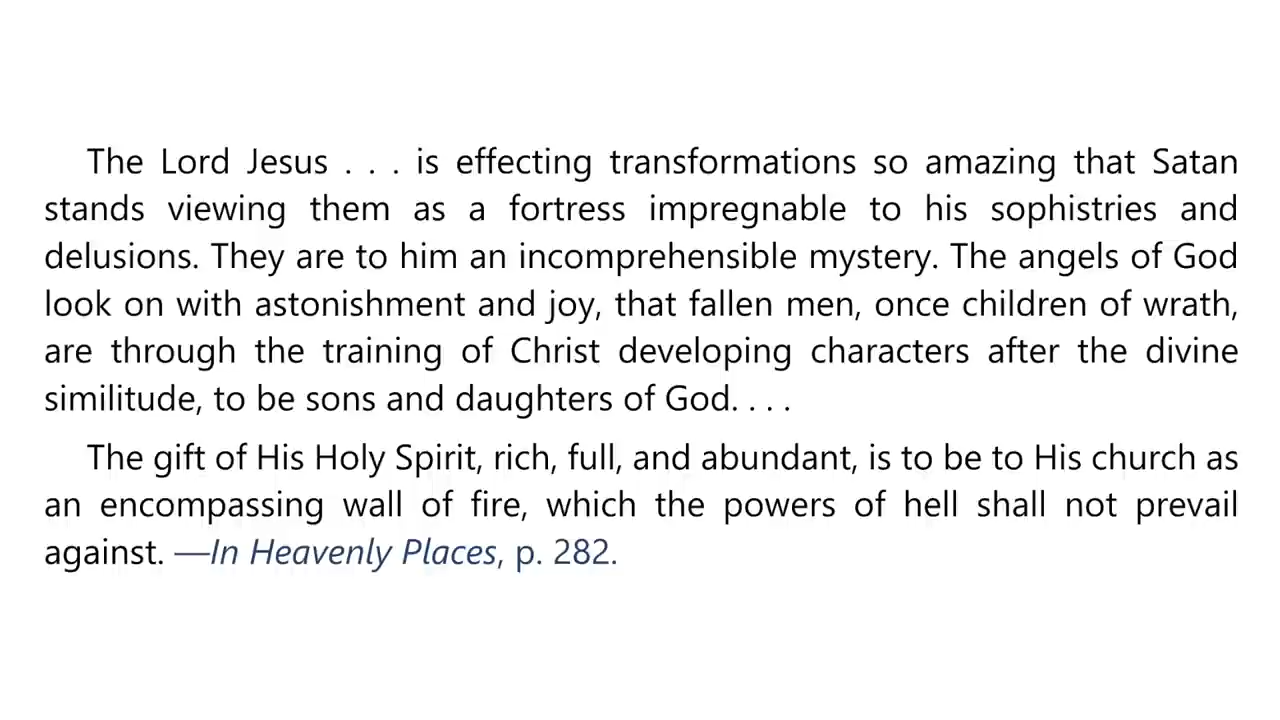 The Lord Jesus . . . is effecting transformations so amazing that Satan
stands viewing them as a fortress impregnable to his sophistries and
delusions. They are to him an incomprehensible mystery. The angels of God
look on with astonishment and joy, that fallen men, once children of wrath,
are through the training of Christ developing characters after the divine
similitude, to be sons and daughters of God. . . .
The gift of His Holy Spirit, rich, full, and abundant, is to be to His church as
an encompassing wall of fire, which the powers of hell shall not prevail
against. —In Heavenly Places, p. 282.